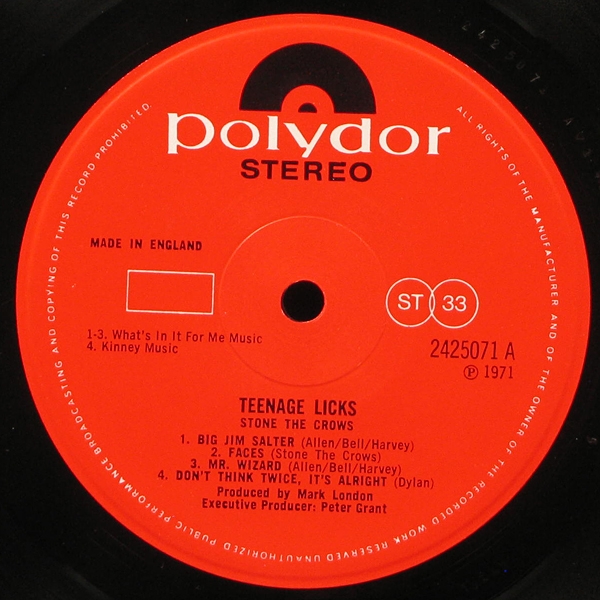 polydor
STEREO
ALL RIGHTS OF THE MANUFACTURER AND OF THE OWNER OF THE RECORDED WORK RESERVED UNAUTHORIZED PUBLIC PERFORMANCE BROADCASTING AND COPYING OF THIS RECORD PROHIBITED.
MADE IN ENGLAND
ST 33
1-3. What's In It For Me Music
4. Kinney Music
2425071 A
℗ 1971
TEENAGE LICKS
STONE THE CROWS
1. BIG JIM SALTER (Allen/Bell/Harvey)
2. FACES (Stone The Crows)
3. MR. WIZARD (Allen/Bell/Harvey)
4. DON'T THINK TWICE, IT'S ALRIGHT (Dylan)
Produced by Mark London
Executive Producer: Peter Grant